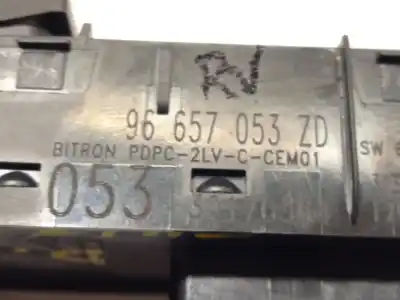 RV
96 657 053 ZD
BITRON PDPC-2LV-C-CEM01
SW
053